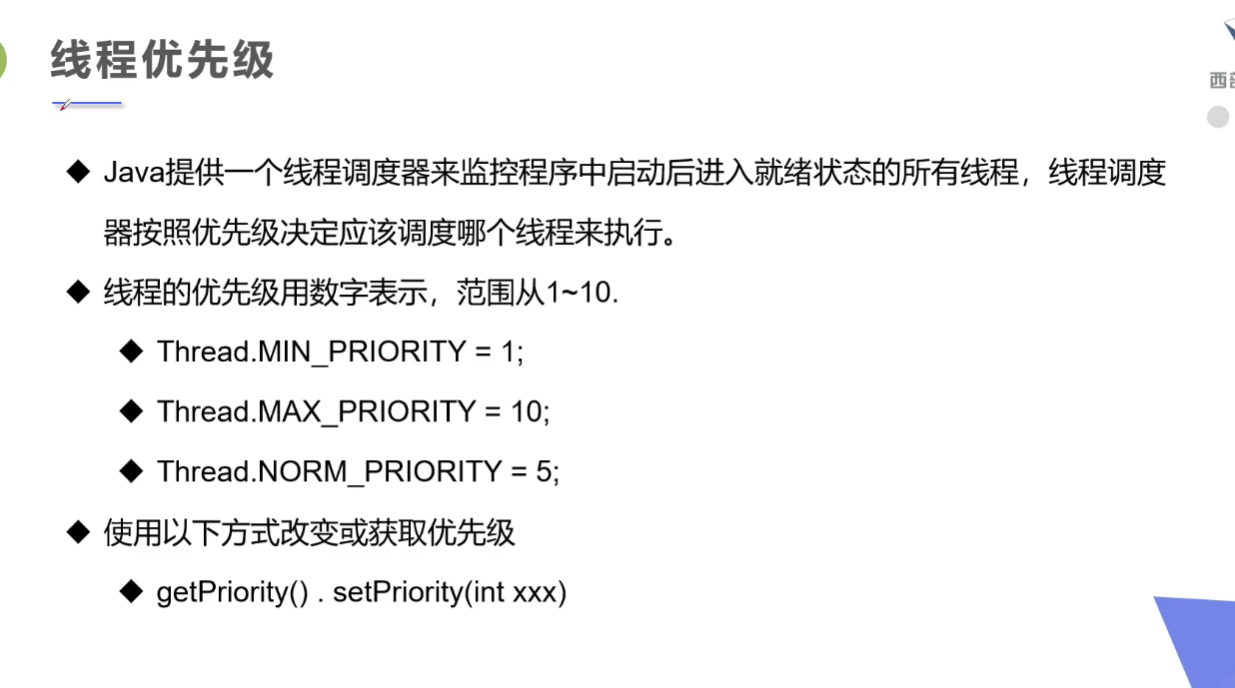 线程优先级
西部
Java提供一个线程调度器来监控程序中启动后进入就绪状态的所有线程，线程调度
器按照优先级决定应该调度哪个线程来执行。
线程的优先级用数字表示，范围从1~10.
Thread.MIN_PRIORITY = 1;
Thread.MAX_PRIORITY = 10;
Thread.NORM_PRIORITY = 5;
使用以下方式改变或获取优先级
getPriority() . setPriority(int xxx)